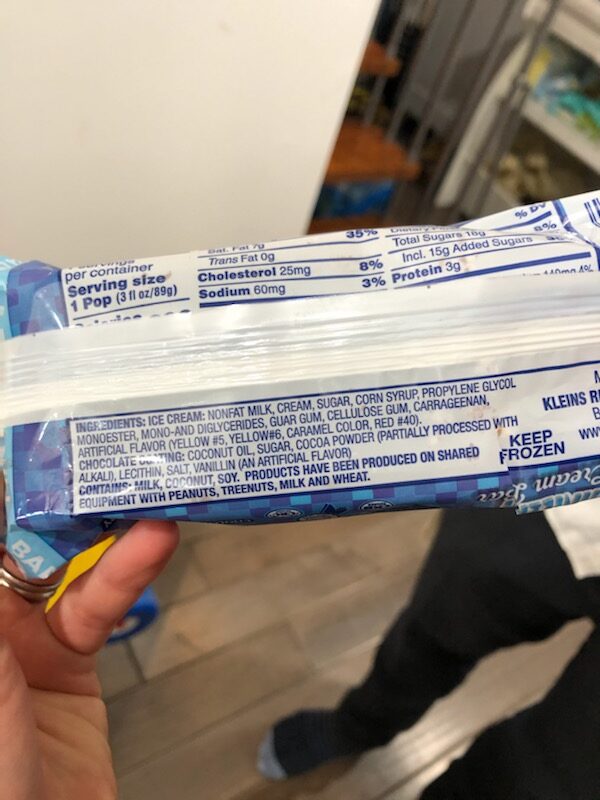 per container
Serving size
1 Pop (3 fl oz/89g)
35%
Trans Fat 0g
Cholesterol 25mg 8%
Sodium 60mg 3%
% DV
Total Sugars 18g
Incl. 15g Added Sugars
Protein 3g
4%
INGREDIENTS: ICE CREAM: NONFAT MILK, CREAM, SUGAR, CORN SYRUP, PROPYLENE GLYCOL
MONOESTER, MONO-AND DIGLYCERIDES, GUAR GUM, CELLULOSE GUM, CARRAGEENAN,
ARTIFICIAL FLAVOR (YELLOW #5, YELLOW#6, CARAMEL COLOR, RED #40).
CHOCOLATE COATING: COCONUT OIL, SUGAR, COCOA POWDER (PARTIALLY PROCESSED WITH
ALKALI), LECITHIN, SALT, VANILLIN (AN ARTIFICIAL FLAVOR)
CONTAINS: MILK, COCONUT, SOY. PRODUCTS HAVE BEEN PRODUCED ON SHARED
EQUIPMENT WITH PEANUTS, TREENUTS, MILK AND WHEAT.
KEEP
FROZEN
KLEINS